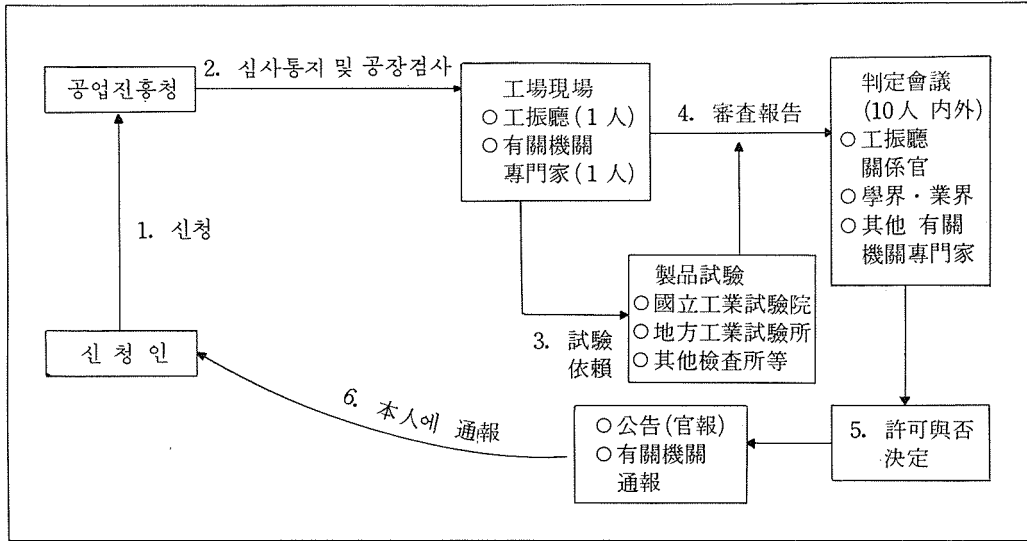 공업진흥청
2. 심사통지 및 공장검사
工場現場
○工振廳(1人)
○有關機關
專門家(1人)
4. 審査報告
判定會議
(10人 內外)
○工振廳
關係官
○學界·業界
○其他 有關
機關專門家
1. 신청
製品試驗
○國立工業試驗院
○地方工業試驗所
○其他檢査所等
3. 試驗
依賴
신 청 인
6. 本人에 通報
○公告(官報)
○有關機關
通報
5. 許可與否
決定